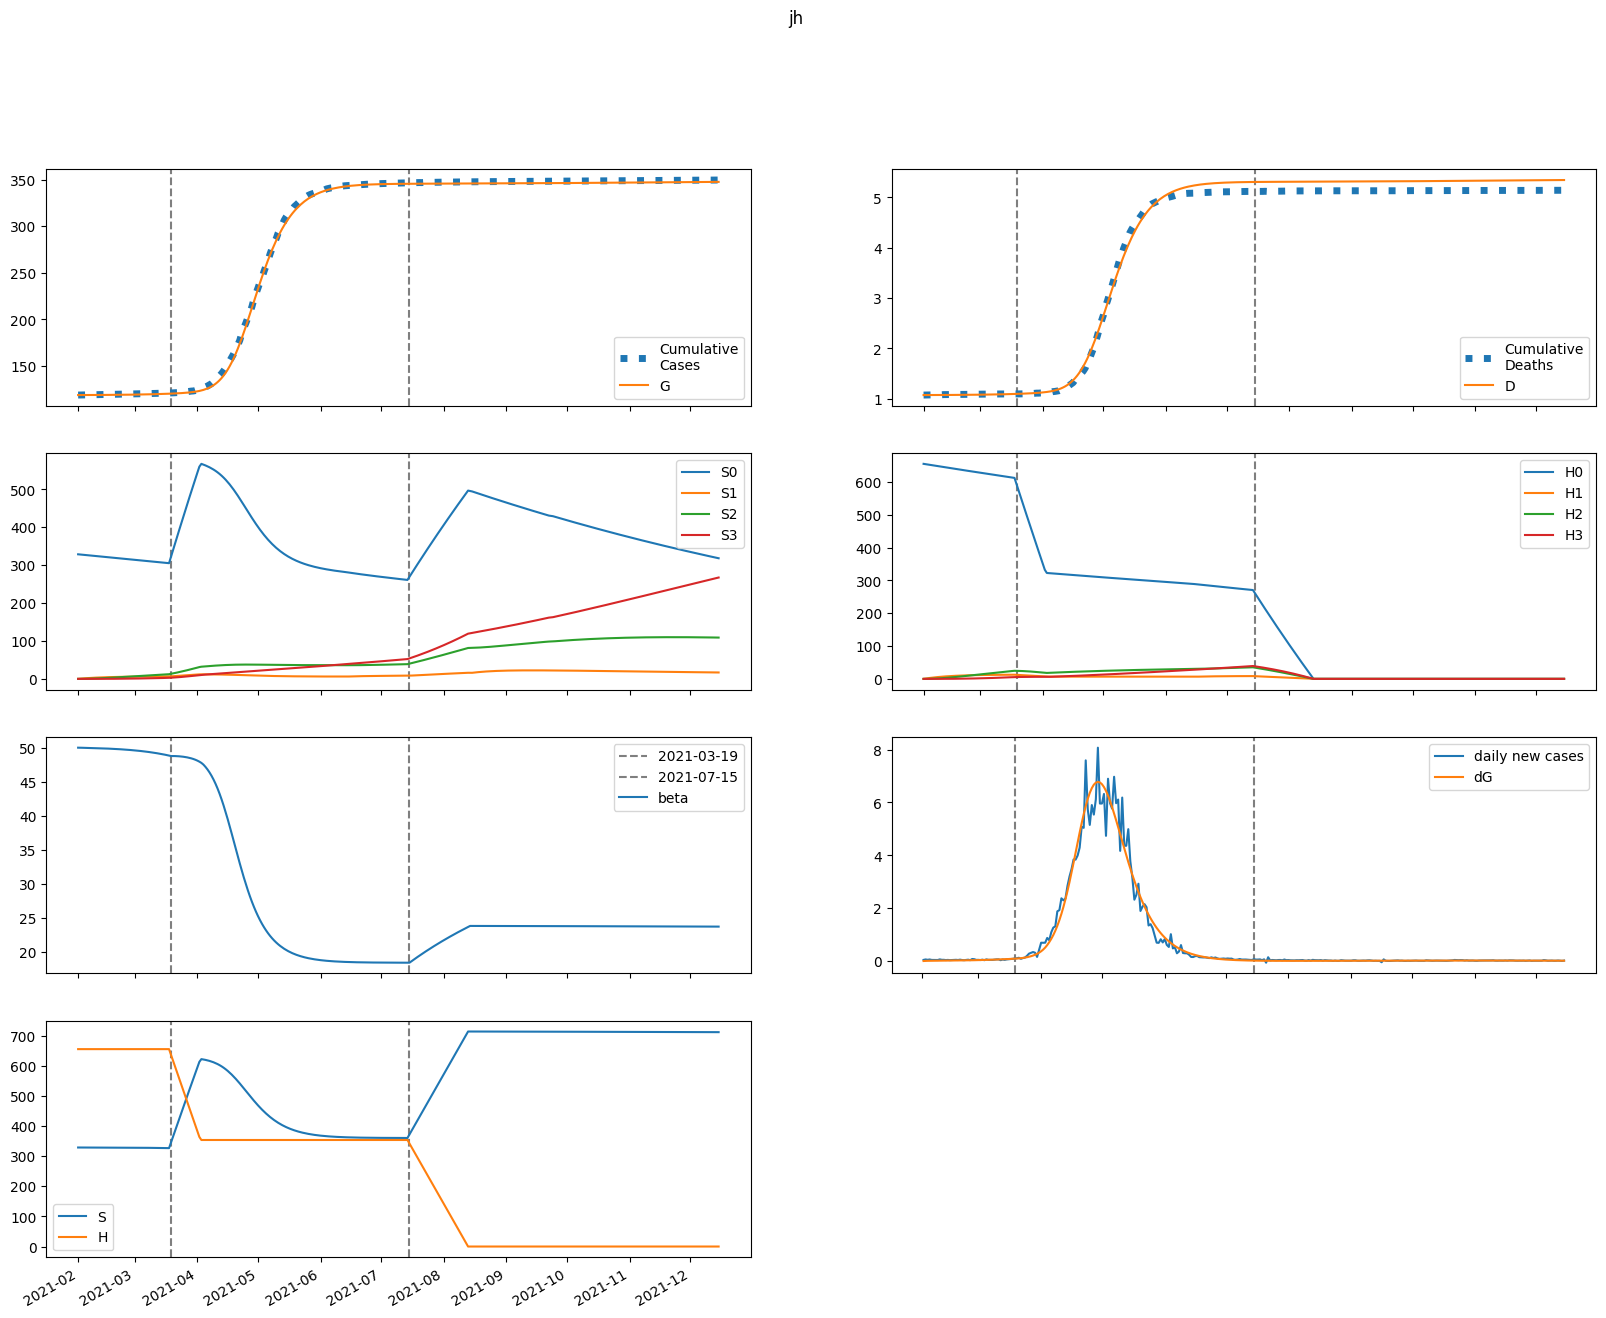 jh
350
300
250
200
150
Cumulative
Cases
G
5
4
3
2
1
Cumulative
Deaths
D
500
400
300
200
100
0
S0
S1
S2
S3
600
500
400
300
200
100
0
H0
H1
H2
H3
50
45
40
35
30
25
20
2021-03-19
2021-07-15
beta
8
6
4
2
0
daily new cases
dG
700
600
500
400
300
200
100
0
S
H
2021-02
2021-03
2021-04
2021-05
2021-06
2021-07
2021-08
2021-09
2021-10
2021-11
2021-12